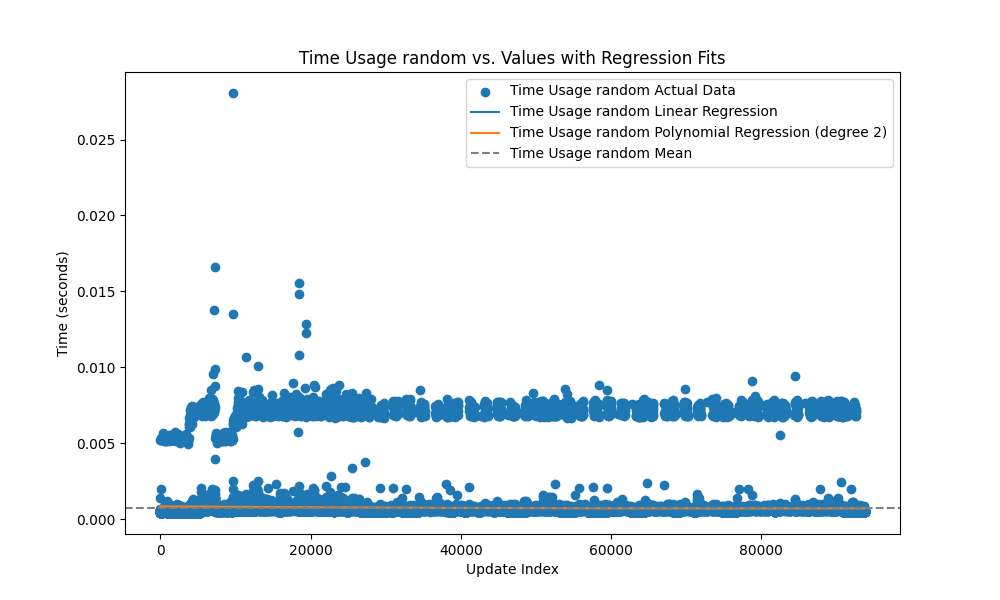 Time Usage random vs. Values with Regression Fits
Time Usage random Actual Data
Time Usage random Linear Regression
Time Usage random Polynomial Regression (degree 2)
Time Usage random Mean
Time (seconds)
0.025
0.020
0.015
0.010
0.005
0.000
0 20000 40000 60000 80000
Update Index